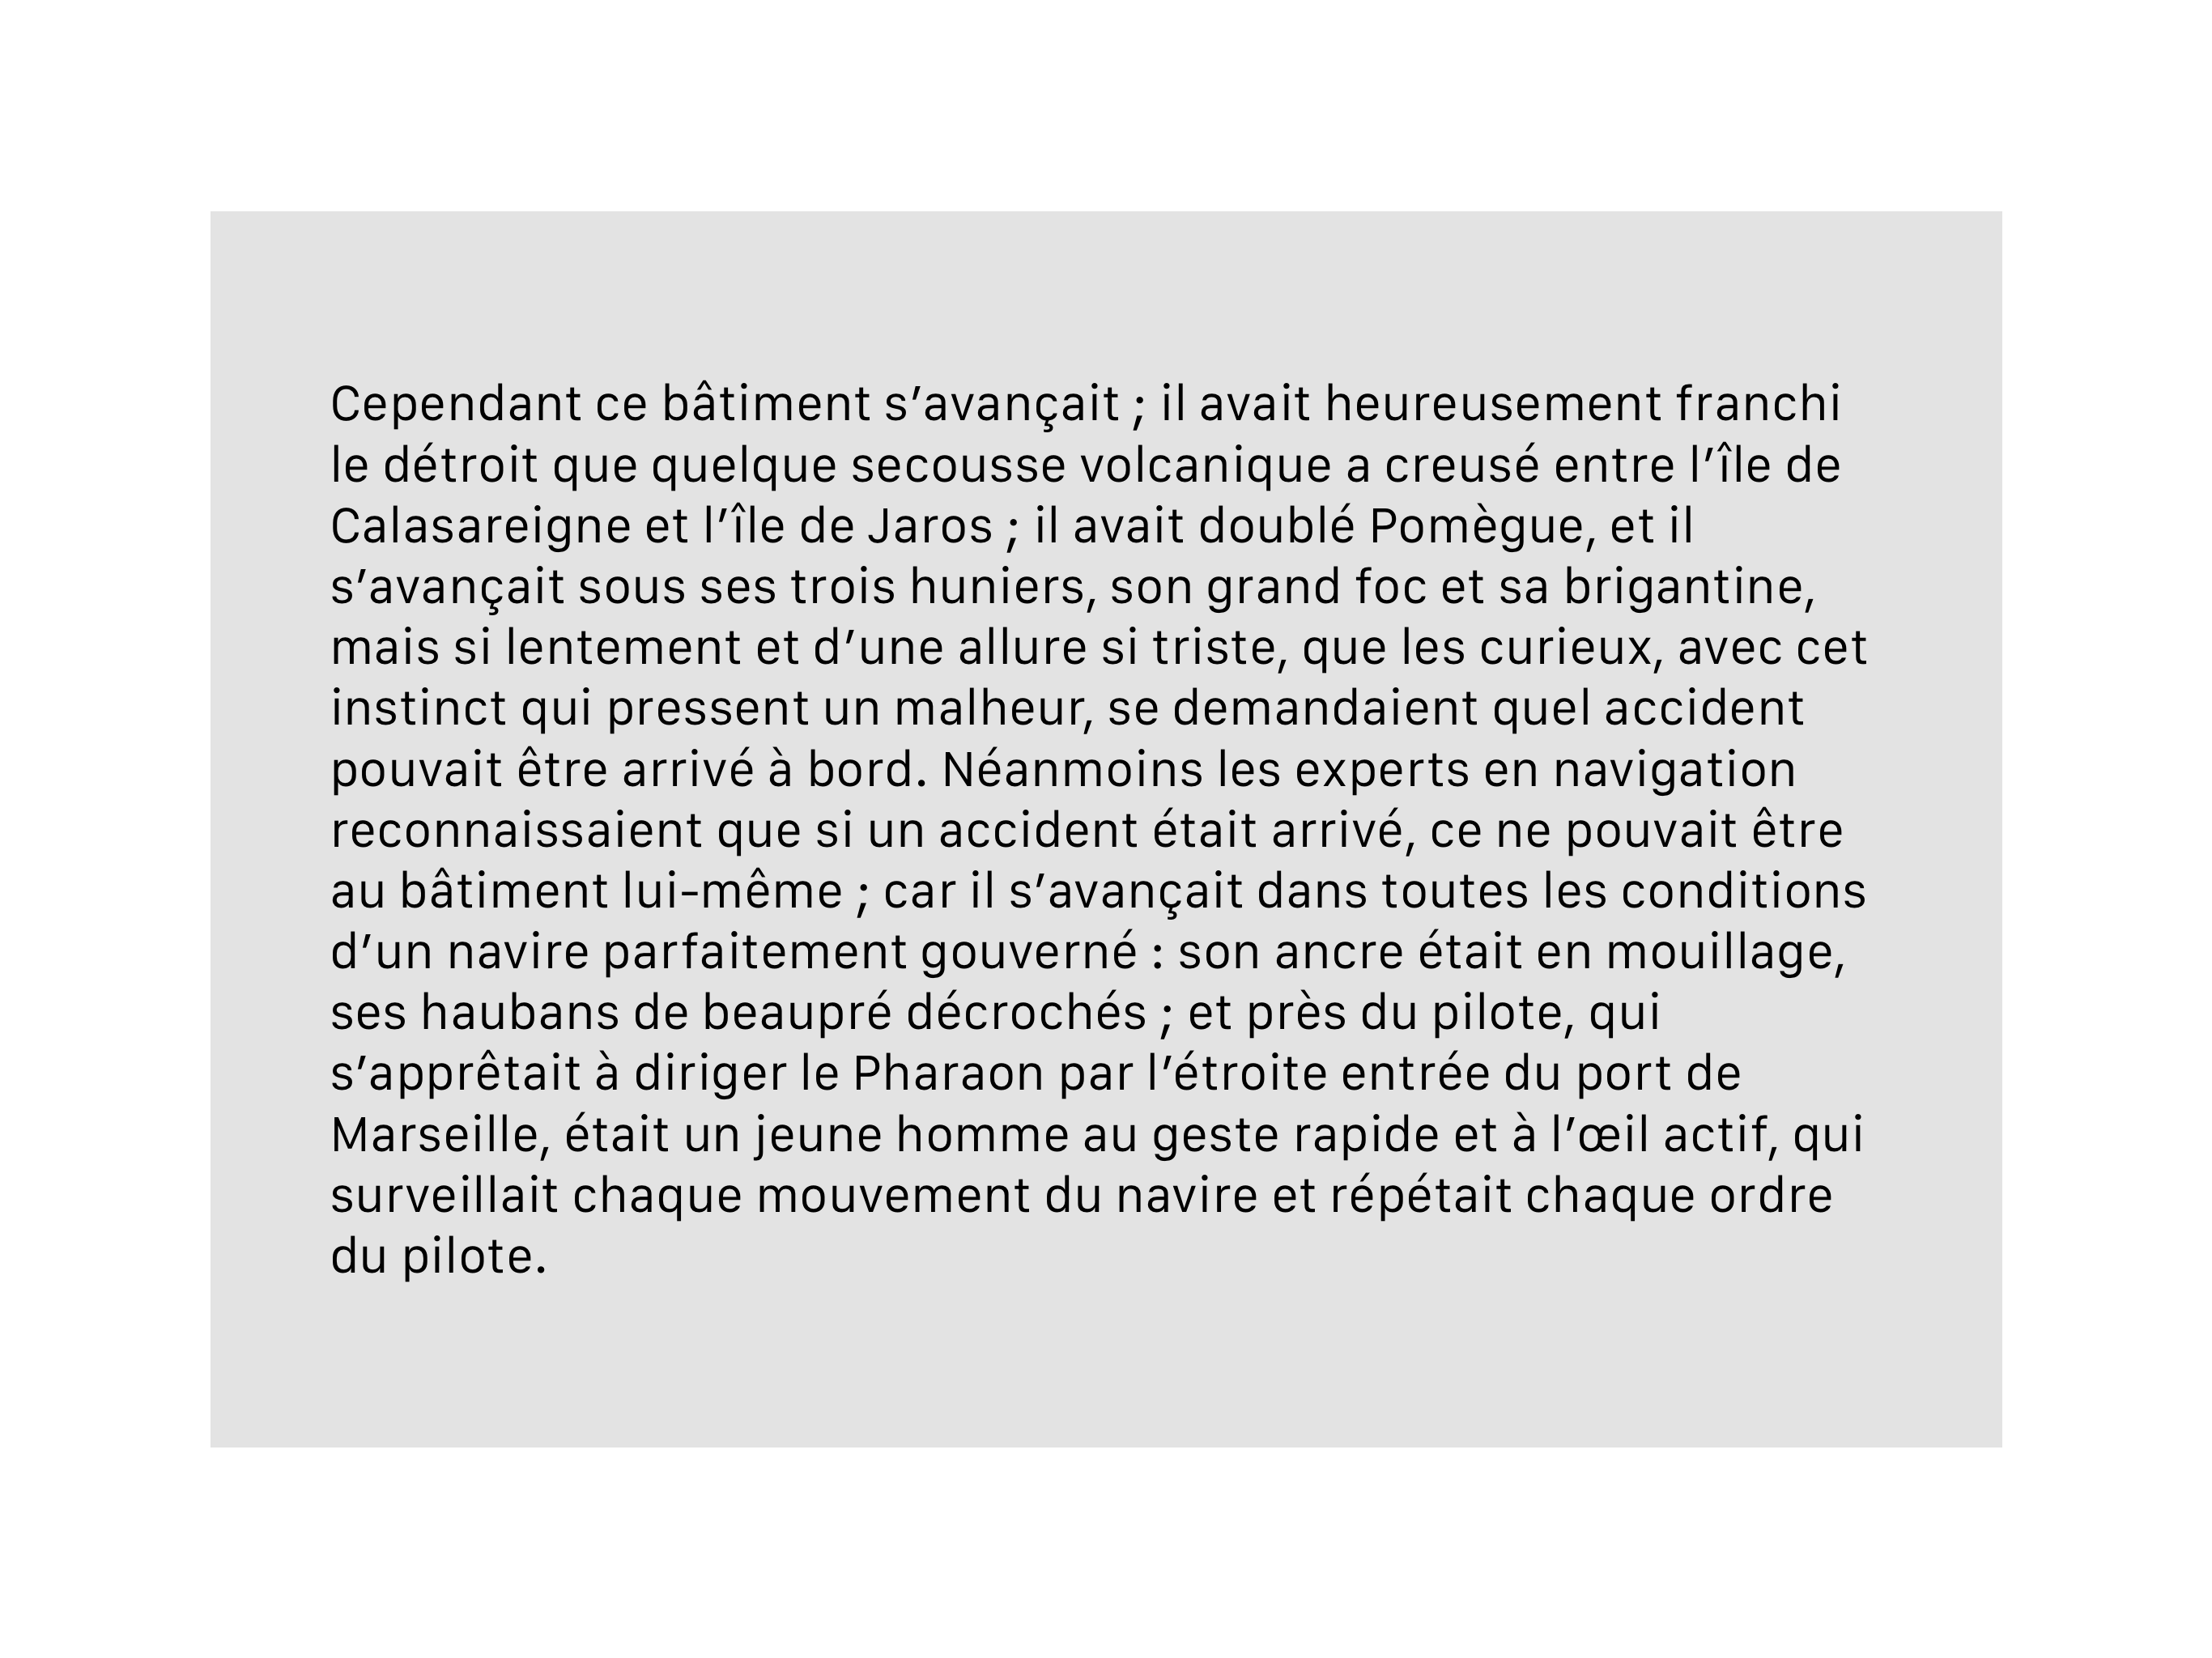 Cependant ce bâtiment s’avançait ; il avait heureusement franchi
le détroit que quelque secousse volcanique a creusé entre l’île de
Calasareigne et l’île de Jaros ; il avait doublé Pomègue, et il
s’avançait sous ses trois huniers, son grand foc et sa brigantine,
mais si lentement et d’une allure si triste, que les curieux, avec cet
instinct qui pressent un malheur, se demandaient quel accident
pouvait être arrivé à bord. Néanmoins les experts en navigation
reconnaissaient que si un accident était arrivé, ce ne pouvait être
au bâtiment lui-même ; car il s’avançait dans toutes les conditions
d’un navire parfaitement gouverné : son ancre était en mouillage,
ses haubans de beaupré décrochés ; et près du pilote, qui
s’apprêtait à diriger le Pharaon par l’étroite entrée du port de
Marseille, était un jeune homme au geste rapide et à l’œil actif, qui
surveillait chaque mouvement du navire et répétait chaque ordre
du pilote.